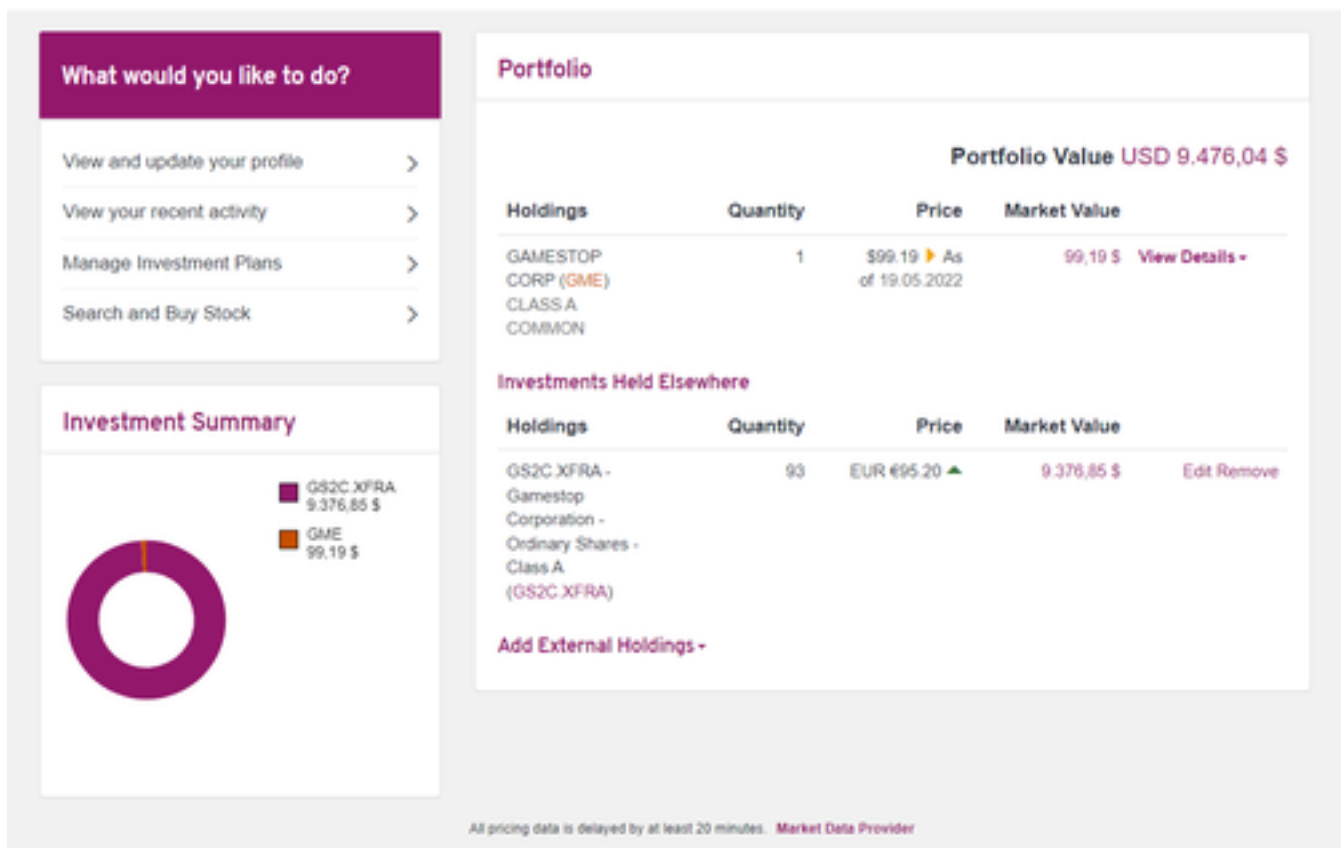 What would you like to do?
View and update your profile
View your recent activity
Manage Investment Plans
Search and Buy Stock
Investment Summary
GS2C.XFRA
9.376,85 $
GME
99,19 $
Portfolio
Portfolio Value USD 9.476,04 $
Holdings Quantity Price Market Value
GAMESTOP 1 $99.19 As 99,19 $ View Details
CORP (GME) of 19.05.2022
CLASS A
COMMON
Investments Held Elsewhere
Holdings Quantity Price Market Value
GS2C.XFRA - 93 EUR €95.20 9.376,85 $ Edit Remove
Gamestop
Corporation -
Ordinary Shares -
Class A
(GS2C.XFRA)
Add External Holdings
All pricing data is delayed by at least 20 minutes. Market Data Provider